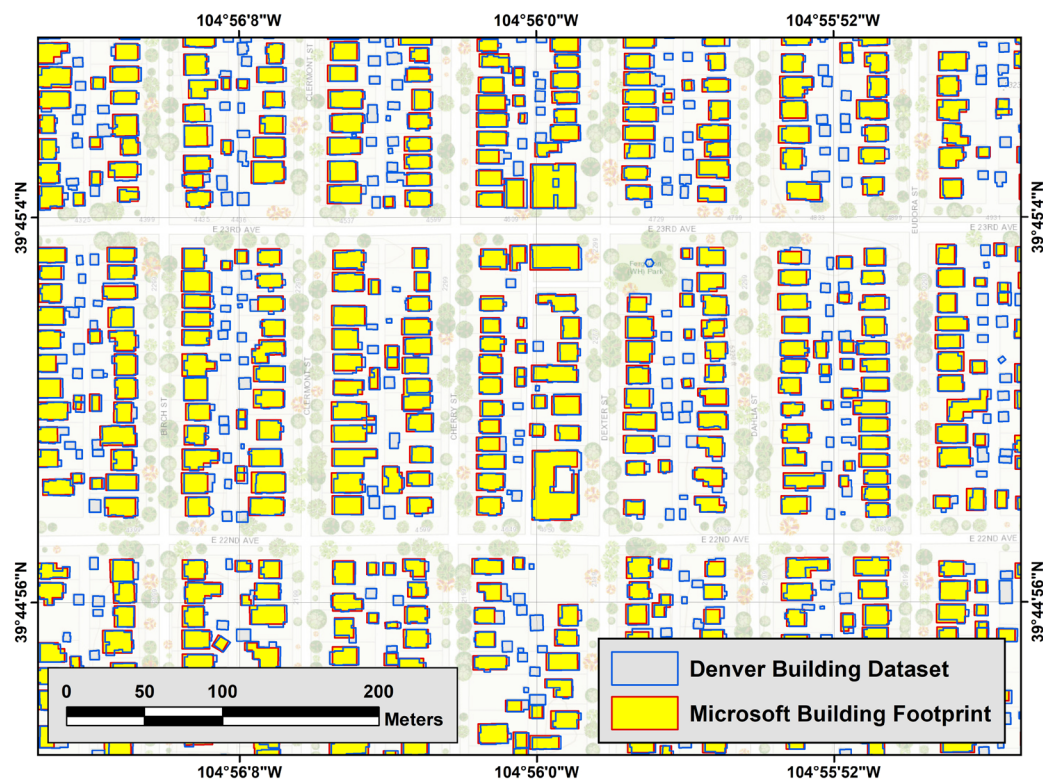 104°56'8"W 104°56'0"W 104°55'52"W
CLERMONT ST
EUDORA ST
39°45'4"N
39°45'4"N
E 23RD AVE
E 23RD AVE
E 23RD AVE
WHj Park
BIRCH ST
CLERMONT ST
CHERRY ST
DEXTER ST
DAHLIA ST
E 22ND AVE
E 22ND AVE
E 22ND AVE
39°44'56"N
39°44'56"N
0 50 100 200
Meters
Denver Building Dataset
Microsoft Building Footprint
104°56'8"W 104°56'0"W 104°55'52"W